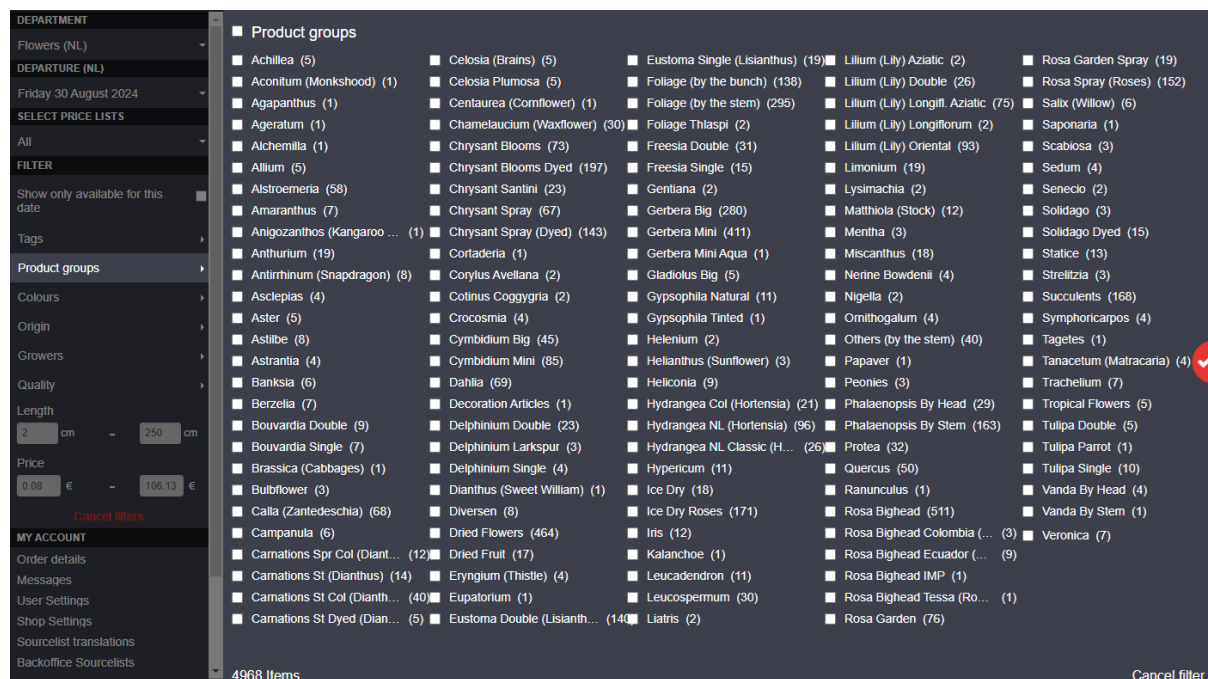 DEPARTMENT
Flowers (NL)
DEPARTURE (NL)
Friday 30 August 2024
SELECT PRICE LISTS
All
FILTER
Show only available for this
date
Tags
Product groups
Colours
Origin
Growers
Quality
Length
2 cm - 250 cm
Price
0.08 € - 106.13 €
Cancel filters
MY ACCOUNT
Order details
Messages
User Settings
Shop Settings
Sourcelist translations
Backoffice Sourcelists
Product groups
Achillea (5)
Aconitum (Monkshood) (1)
Agapanthus (1)
Ageratum (1)
Alchemilla (1)
Allium (5)
Alstroemeria (58)
Amaranthus (7)
Anigozanthos (Kangaroo ... (1)
Anthurium (19)
Antirrhinum (Snapdragon) (8)
Asclepias (4)
Aster (5)
Astilbe (8)
Astrantia (4)
Banksia (6)
Berzelia (7)
Bouvardia Double (9)
Bouvardia Single (7)
Brassica (Cabbages) (1)
Bulbflower (3)
Calla (Zantedeschia) (68)
Campanula (6)
Carnations Spr Col (Diant... (12)
Carnations St (Dianthus) (14)
Carnations St Col (Dianth... (40)
Carnations St Dyed (Dian... (5)
Celosia (Brains) (5)
Celosia Plumosa (5)
Centaurea (Cornflower) (1)
Chamelaucium (Waxflower) (30)
Chrysant Blooms (73)
Chrysant Blooms Dyed (197)
Chrysant Santini (23)
Chrysant Spray (67)
Chrysant Spray (Dyed) (143)
Cortaderia (1)
Corylus Avellana (2)
Cotinus Coggygria (2)
Crocosmia (4)
Cymbidium Big (45)
Cymbidium Mini (85)
Dahlia (69)
Decoration Articles (1)
Delphinium Double (23)
Delphinium Larkspur (3)
Delphinium Single (4)
Dianthus (Sweet William) (1)
Diversen (8)
Dried Flowers (464)
Dried Fruit (17)
Eryngium (Thistle) (4)
Eupatorium (1)
Eustoma Double (Lisianth... (140
Eustoma Single (Lisianthus) (19)
Foliage (by the bunch) (138)
Foliage (by the stem) (295)
Foliage Thlaspi (2)
Freesia Double (31)
Freesia Single (15)
Gentiana (2)
Gerbera Big (280)
Gerbera Mini (411)
Gerbera Mini Aqua (1)
Gladiolus Big (5)
Gypsophila Natural (11)
Gypsophila Tinted (1)
Helenium (2)
Helianthus (Sunflower) (3)
Heliconia (9)
Hydrangea Col (Hortensia) (21)
Hydrangea NL (Hortensia) (96)
Hydrangea NL Classic (H... (26)
Hypericum (11)
Ice Dry (18)
Ice Dry Roses (171)
Iris (12)
Kalanchoe (1)
Leucadendron (11)
Leucospermum (30)
Liatris (2)
Lilium (Lily) Aziatic (2)
Lilium (Lily) Double (26)
Lilium (Lily) Longifl. Aziatic (75)
Lilium (Lily) Longiflorum (2)
Lilium (Lily) Oriental (93)
Limonium (19)
Lysimachia (2)
Matthiola (Stock) (12)
Mentha (3)
Miscanthus (18)
Nerine Bowdenii (4)
Nigella (2)
Ornithogalum (4)
Others (by the stem) (40)
Papaver (1)
Peonies (3)
Phalaenopsis By Head (29)
Phalaenopsis By Stem (163)
Protea (32)
Quercus (50)
Ranunculus (1)
Rosa Bighead (511)
Rosa Bighead Colombia (... (3)
Rosa Bighead Ecuador (... (9)
Rosa Bighead IMP (1)
Rosa Bighead Tessa (Ro... (1)
Rosa Garden (76)
Rosa Garden Spray (19)
Rosa Spray (Roses) (152)
Salix (Willow) (6)
Saponaria (1)
Scabiosa (3)
Sedum (4)
Senecio (2)
Solidago (3)
Solidago Dyed (15)
Statice (13)
Strelitzia (3)
Succulents (168)
Symphoricarpos (4)
Tagetes (1)
Tanacetum (Matracaria) (4)
Trachelium (7)
Tropical Flowers (5)
Tulipa Double (5)
Tulipa Parrot (1)
Tulipa Single (10)
Vanda By Head (4)
Vanda By Stem (1)
Veronica (7)
4968 Items
Cancel filter